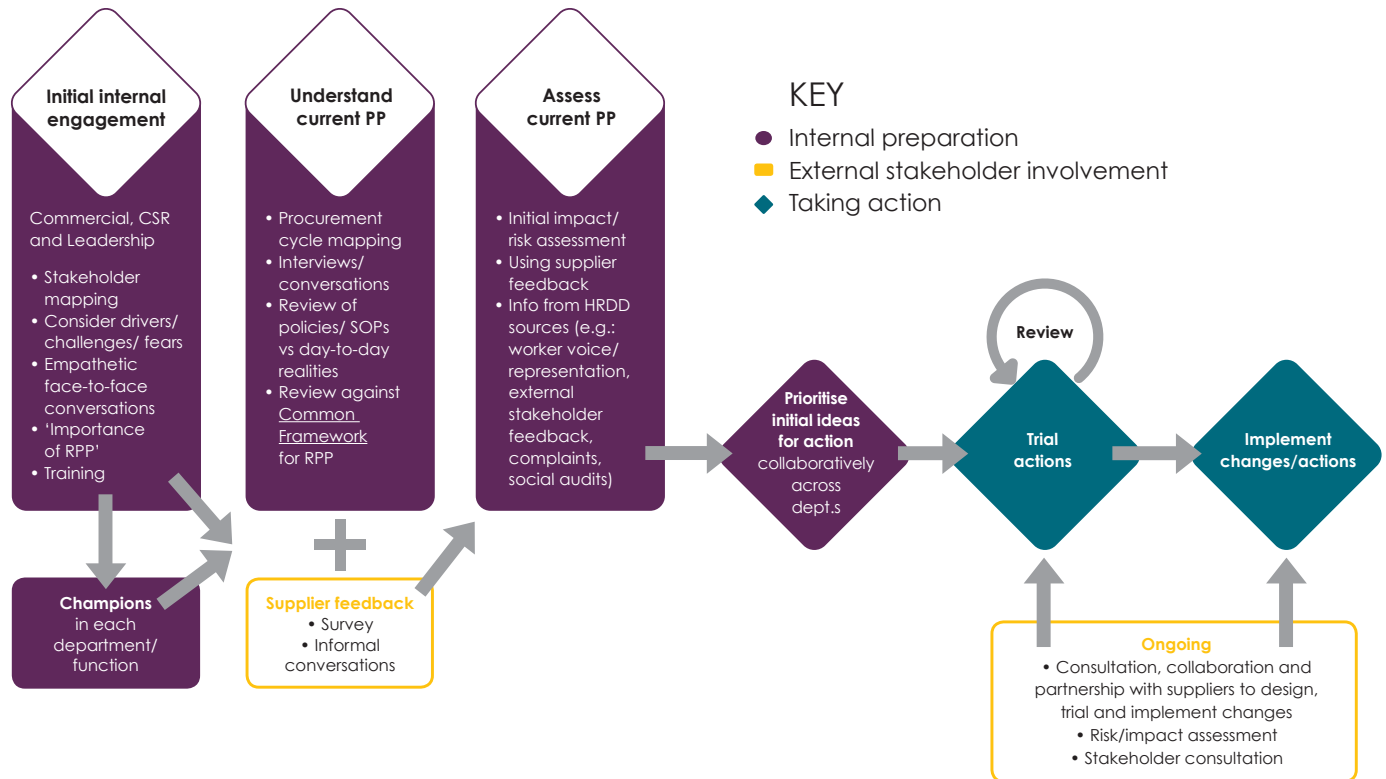 Initial internal
engagement
Commercial, CSR
and Leadership
• Stakeholder
mapping
• Consider drivers/
challenges/ fears
• Empathetic
face-to-face
conversations
• ‘Importance
of RPP’
• Training
Champions
in each
department/
function
Understand
current PP
• Procurement
cycle mapping
• Interviews/
conversations
• Review of
policies/ SOPs
vs day-to-day
realities
• Review against
Common
Framework
for RPP
Supplier feedback
• Survey
• Informal
conversations
Assess
current PP
• Initial impact/
risk assessment
• Using supplier
feedback
• Info from HRDD
sources (e.g.:
worker voice/
representation,
external
stakeholder
feedback,
complaints,
social audits)
KEY
Internal preparation
External stakeholder involvement
Taking action
Prioritise
initial ideas
for action
collaboratively
across
dept.s
Review
Trial
actions
Implement
changes/actions
Ongoing
• Consultation, collaboration and
partnership with suppliers to design,
trial and implement changes
• Risk/impact assessment
• Stakeholder consultation